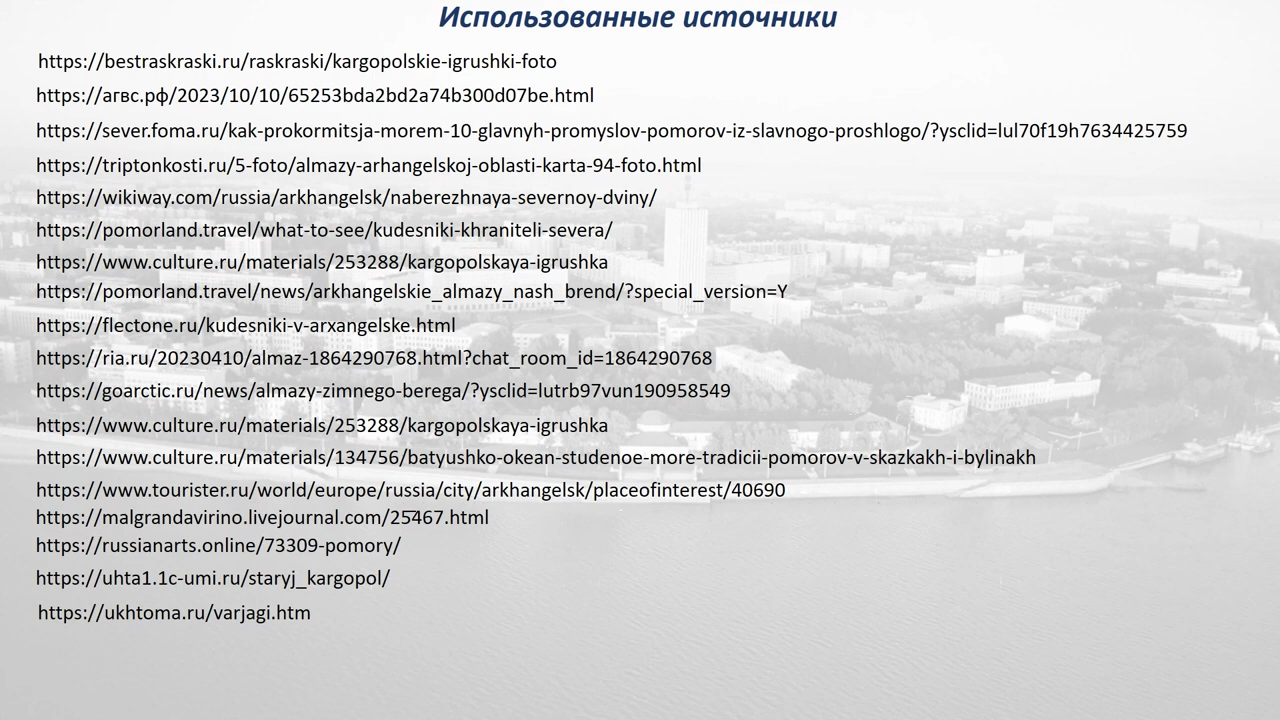 Использованные источники
https://bestraskraski.ru/raskraski/kargopolskie-igrushki-foto
https://агвс.рф/2023/10/10/65253bda2bd2a74b300d07be.html
https://sever.foma.ru/kak-prokormitsja-morem-10-glavnyh-promyslov-pomorov-iz-slavnogo-proshlogo/?ysclid=lul70f19h7634425759
https://triptonkosti.ru/5-foto/almazy-arhangelskoj-oblasti-karta-94-foto.html
https://wikiway.com/russia/arkhangelsk/naberezhnaya-severnoy-dviny/
https://pomorland.travel/what-to-see/kudesniki-khraniteli-severa/
https://www.culture.ru/materials/253288/kargopolskaya-igrushka
https://pomorland.travel/news/arkhangelskie_almazy_nash_brend/?special_version=Y
https://flectone.ru/kudesniki-v-arxangelske.html
https://ria.ru/20230410/almaz-1864290768.html?chat_room_id=1864290768
https://goarctic.ru/news/almazy-zimnego-berega/?ysclid=lutrb97vun190958549
https://www.culture.ru/materials/253288/kargopolskaya-igrushka
https://www.culture.ru/materials/134756/batyushko-okean-studenoe-more-tradicii-pomorov-v-skazkakh-i-bylinakh
https://www.tourister.ru/world/europe/russia/city/arkhangelsk/placeofinterest/40690
https://malgrandavirino.livejournal.com/25467.html
https://russianarts.online/73309-pomory/
https://uhta1.1c-umi.ru/staryj_kargopol/
https://ukhtoma.ru/varjagi.htm